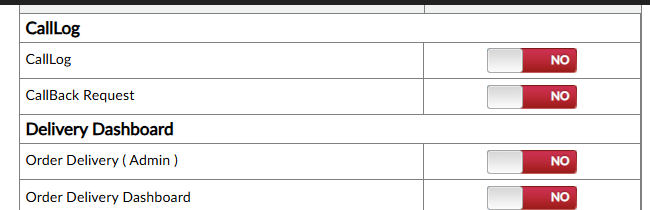 CallLog
CallLog NO
CallBack Request NO
Delivery Dashboard
Order Delivery ( Admin ) NO
Order Delivery Dashboard NO